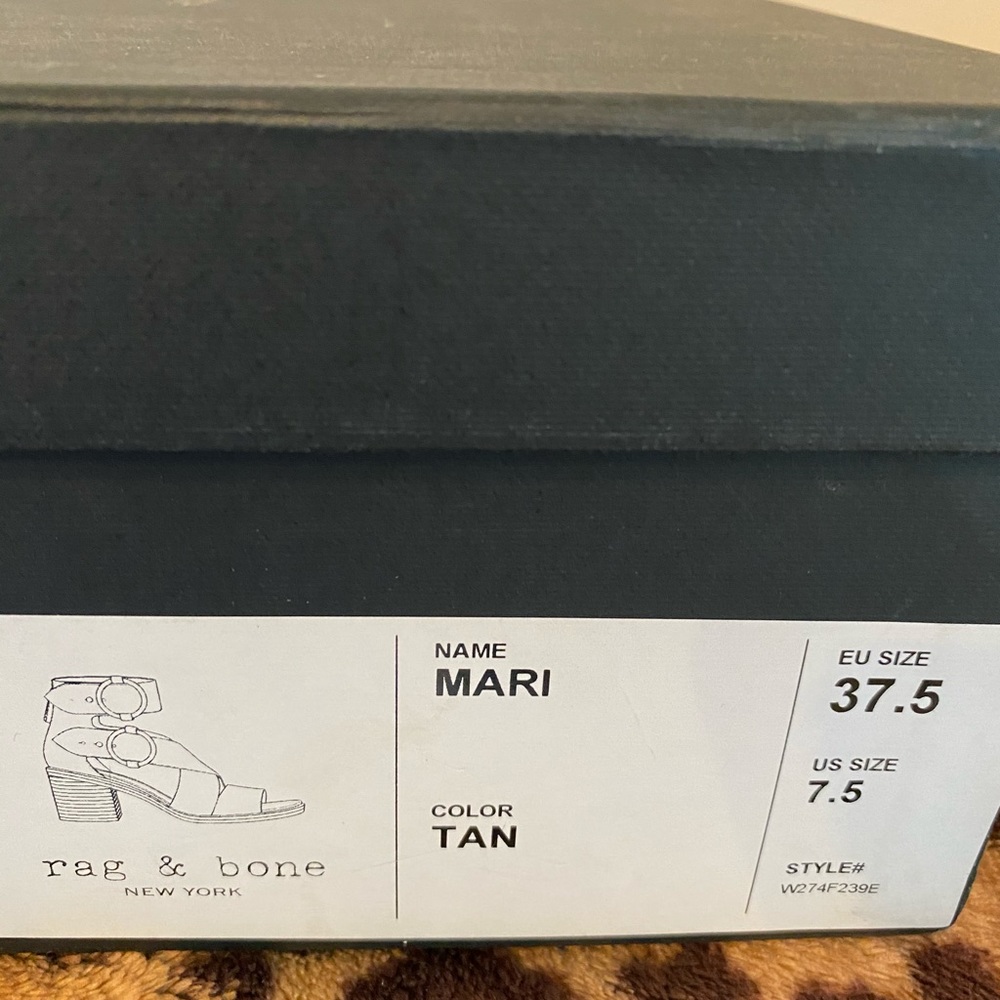 rag & bone
NEW YORK
NAME
MARI
COLOR
TAN
EU SIZE
37.5
US SIZE
7.5
STYLE#
W274F239E